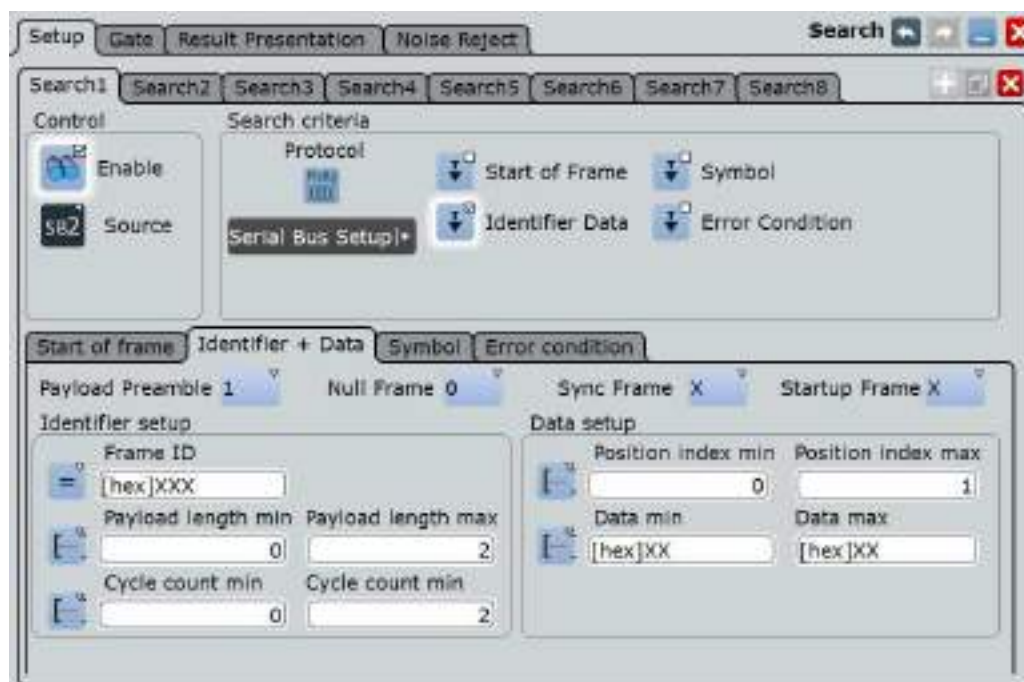 Setup Gate Result Presentation Noise Reject Search
Search1 Search2 Search3 Search4 Search5 Search6 Search7 Search8
Control Search criteria
Protocol
Enable Start of Frame Symbol
SB2 Source Serial Bus Setup Identifier Data Error Condition
Start of frame Identifier + Data Symbol Error condition
Payload Preamble 1 Null Frame 0 Sync Frame X Startup Frame X
Identifier setup Data setup
Frame ID Position index min Position index max
= [hex]XXX 0 1
Payload length min Payload length max Data min Data max
0 2 [hex]XX [hex]XX
Cycle count min Cycle count min
0 2